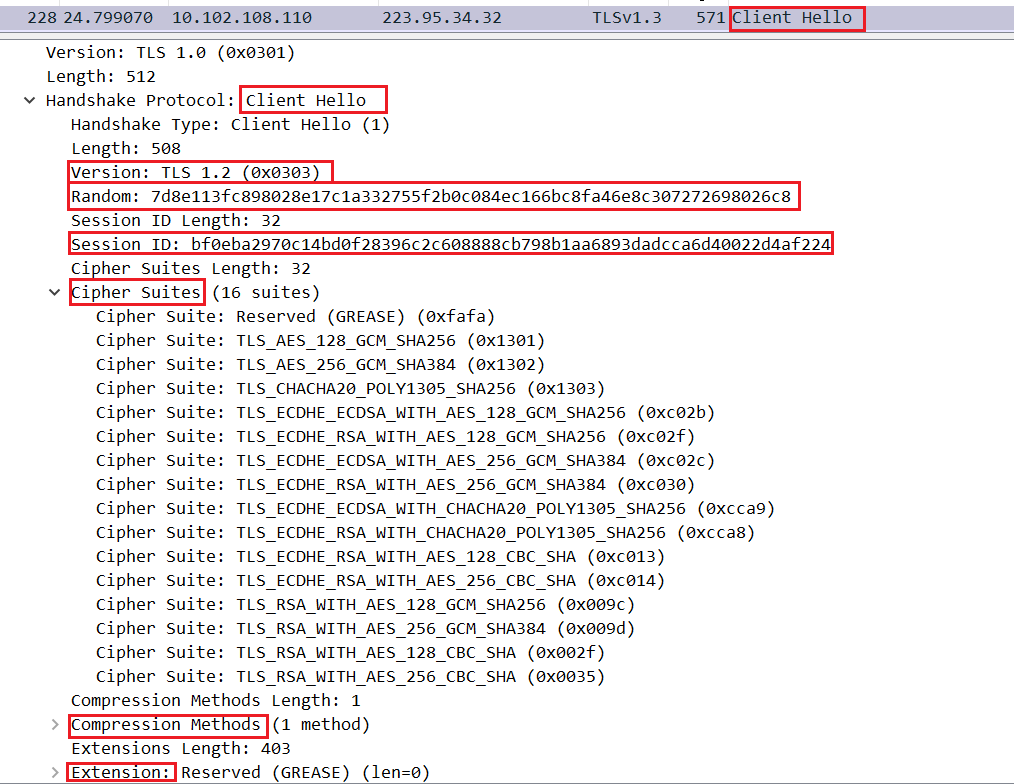 228 24.799070 10.102.108.110 223.95.34.32 TLSv1.3 571 Client Hello
Version: TLS 1.0 (0x0301)
Length: 512
Handshake Protocol: Client Hello
Handshake Type: Client Hello (1)
Length: 508
Version: TLS 1.2 (0x0303)
Random: 7d8e113fc898028e17c1a332755f2b0c084ec166bc8fa46e8c307272698026c8
Session ID Length: 32
Session ID: bf0eba2970c14bd0f28396c2c608888cb798b1aa6893dadcca6d40022d4af224
Cipher Suites Length: 32
Cipher Suites (16 suites)
Cipher Suite: Reserved (GREASE) (0xfafa)
Cipher Suite: TLS_AES_128_GCM_SHA256 (0x1301)
Cipher Suite: TLS_AES_256_GCM_SHA384 (0x1302)
Cipher Suite: TLS_CHACHA20_POLY1305_SHA256 (0x1303)
Cipher Suite: TLS_ECDHE_ECDSA_WITH_AES_128_GCM_SHA256 (0xc02b)
Cipher Suite: TLS_ECDHE_RSA_WITH_AES_128_GCM_SHA256 (0xc02f)
Cipher Suite: TLS_ECDHE_ECDSA_WITH_AES_256_GCM_SHA384 (0xc02c)
Cipher Suite: TLS_ECDHE_RSA_WITH_AES_256_GCM_SHA384 (0xc030)
Cipher Suite: TLS_ECDHE_ECDSA_WITH_CHACHA20_POLY1305_SHA256 (0xcca9)
Cipher Suite: TLS_ECDHE_RSA_WITH_CHACHA20_POLY1305_SHA256 (0xcca8)
Cipher Suite: TLS_ECDHE_RSA_WITH_AES_128_CBC_SHA (0xc013)
Cipher Suite: TLS_ECDHE_RSA_WITH_AES_256_CBC_SHA (0xc014)
Cipher Suite: TLS_RSA_WITH_AES_128_GCM_SHA256 (0x009c)
Cipher Suite: TLS_RSA_WITH_AES_256_GCM_SHA384 (0x009d)
Cipher Suite: TLS_RSA_WITH_AES_128_CBC_SHA (0x002f)
Cipher Suite: TLS_RSA_WITH_AES_256_CBC_SHA (0x0035)
Compression Methods Length: 1
Compression Methods (1 method)
Extensions Length: 403
Extension: Reserved (GREASE) (len=0)